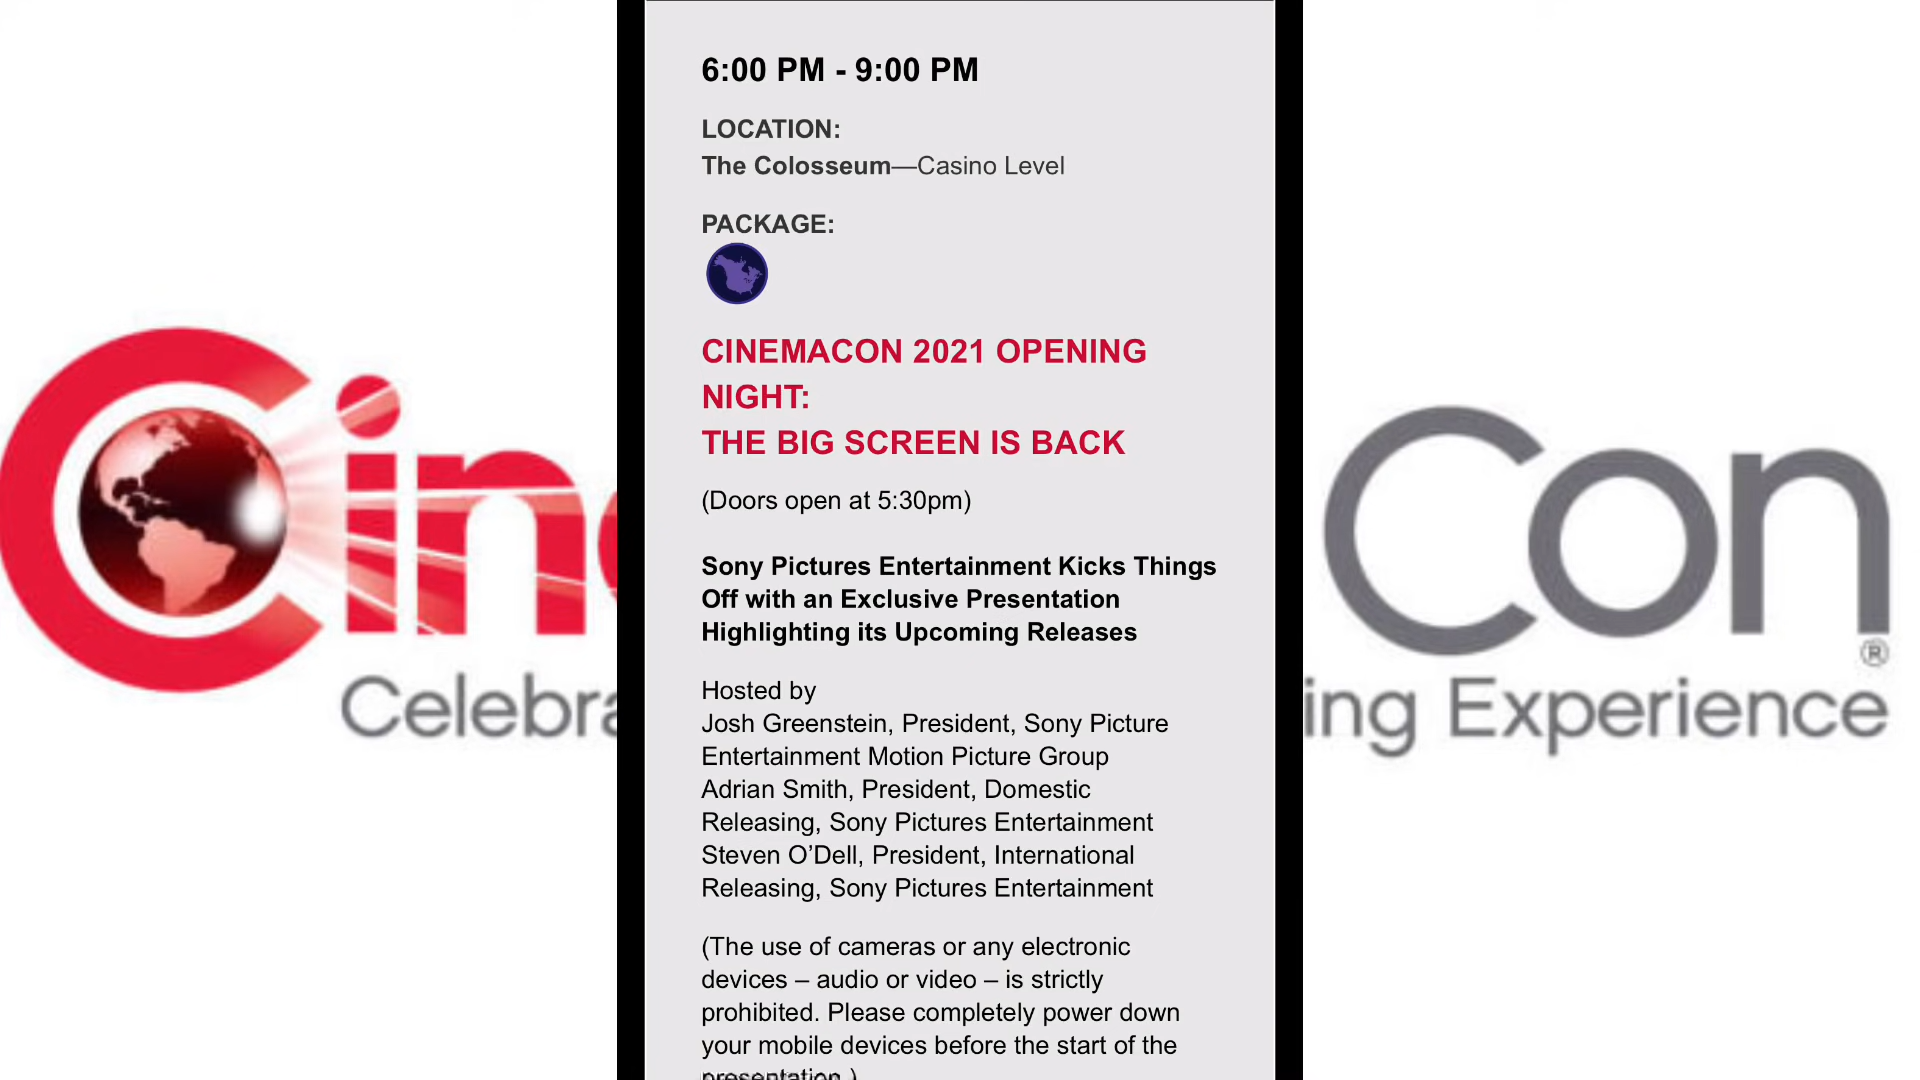 6:00 PM - 9:00 PM
LOCATION:
The Colosseum—Casino Level
PACKAGE:
CINEMACON 2021 OPENING
NIGHT:
THE BIG SCREEN IS BACK
(Doors open at 5:30pm)
Sony Pictures Entertainment Kicks Things
Off with an Exclusive Presentation
Highlighting its Upcoming Releases
Hosted by
Josh Greenstein, President, Sony Picture
Entertainment Motion Picture Group
Adrian Smith, President, Domestic
Releasing, Sony Pictures Entertainment
Steven O’Dell, President, International
Releasing, Sony Pictures Entertainment
(The use of cameras or any electronic
devices – audio or video – is strictly
prohibited. Please completely power down
your mobile devices before the start of the
presentation.)
Cin
Con
®
Celebra
ing Experience